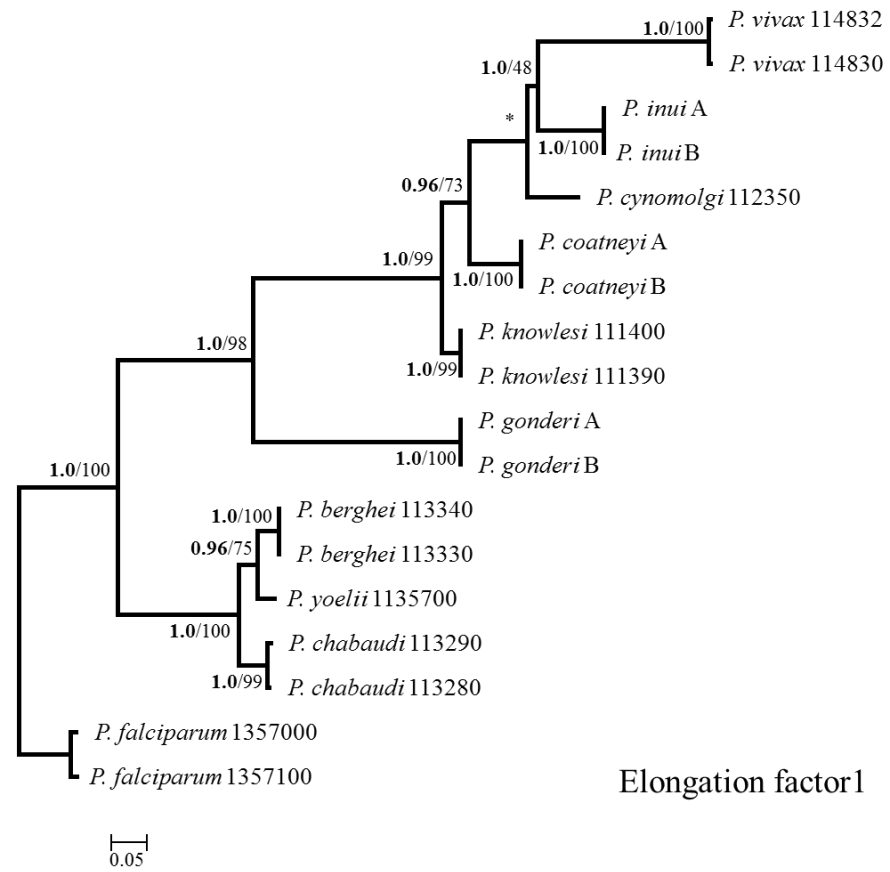 P. vivax 114832
1.0/100
P. vivax 114830
1.0/48
P. inui A
*
1.0/100
P. inui B
0.96/73
P. cynomolgi 112350
P. coatneyi A
1.0/99
1.0/100
P. coatneyi B
P. knowlesi 111400
1.0/98
1.0/99
P. knowlesi 111390
P. gonderi A
1.0/100
P. gonderi B
1.0/100
P. berghei 113340
1.0/100
0.96/75
P. berghei 113330
P. yoelii 1135700
1.0/100
P. chabaudi 113290
1.0/99
P. chabaudi 113280
P. falciparum 1357000
P. falciparum 1357100
Elongation factor1
0.05